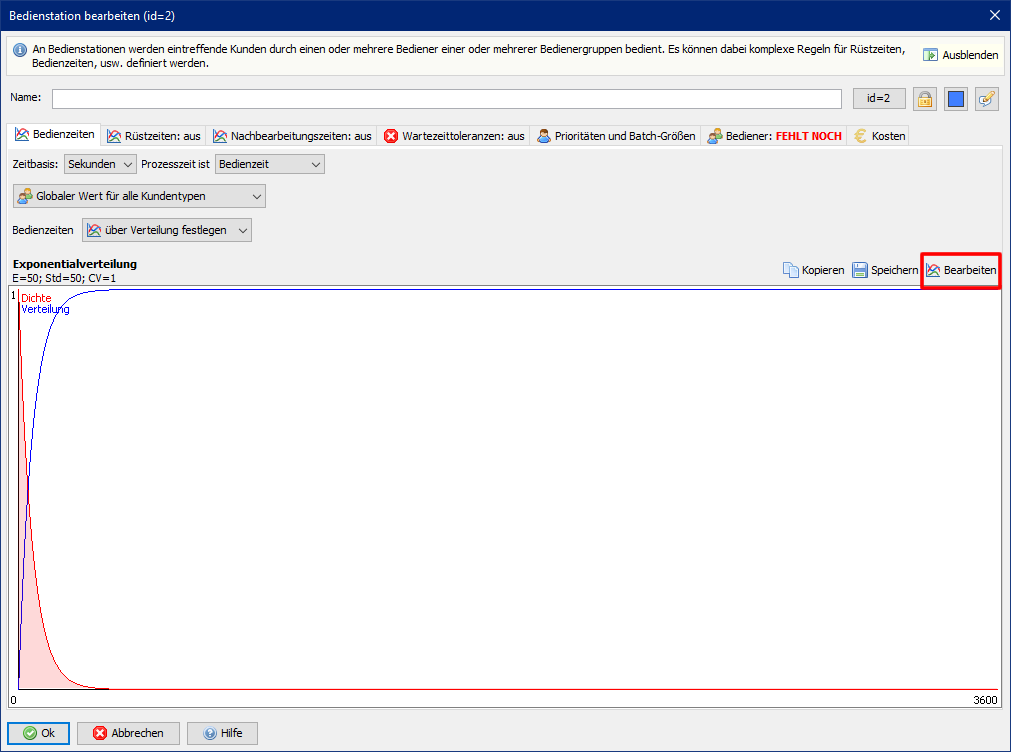 Bedienstation bearbeiten (id=2)
An Bedienstationen werden eintreffende Kunden durch einen oder mehrere Bediener einer oder mehrerer Bedienergruppen bedient. Es können dabei komplexe Regeln für Rüstzeiten,
Bedienzeiten, usw. definiert werden.
Ausblenden
Name:
id=2
Bedienzeiten Rüstzeiten: aus Nachbearbeitungszeiten: aus Wartezeittoleranzen: aus Prioritäten und Batch-Größen Bediener: FEHLT NOCH Kosten
Zeitbasis: Sekunden Prozesszeit ist Bedienzeit
Globaler Wert für alle Kundentypen
Bedienzeiten über Verteilung festlegen
Exponentialverteilung
E=50; Std=50; CV=1
Kopieren Speichern Bearbeiten
1
Dichte
Verteilung
0 3600
Ok Abbrechen Hilfe